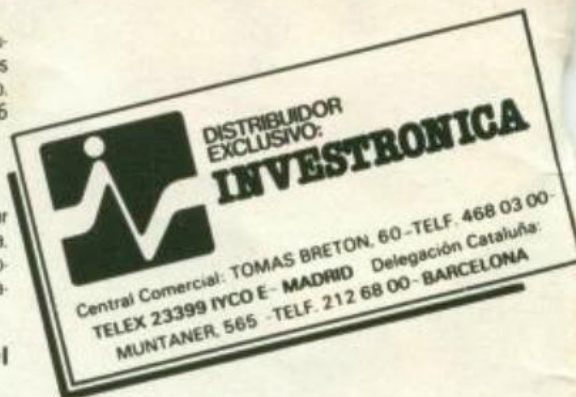 DISTRIBUIDOR
EXCLUSIVO:
INVESTRONICA
Central Comercial: TOMAS BRETON, 60 - TELF. 468 03 00-
TELEX 23399 IYCO E - MADRID Delegación Cataluña:
MUNTANER, 565 - TELF. 212 68 00 - BARCELONA